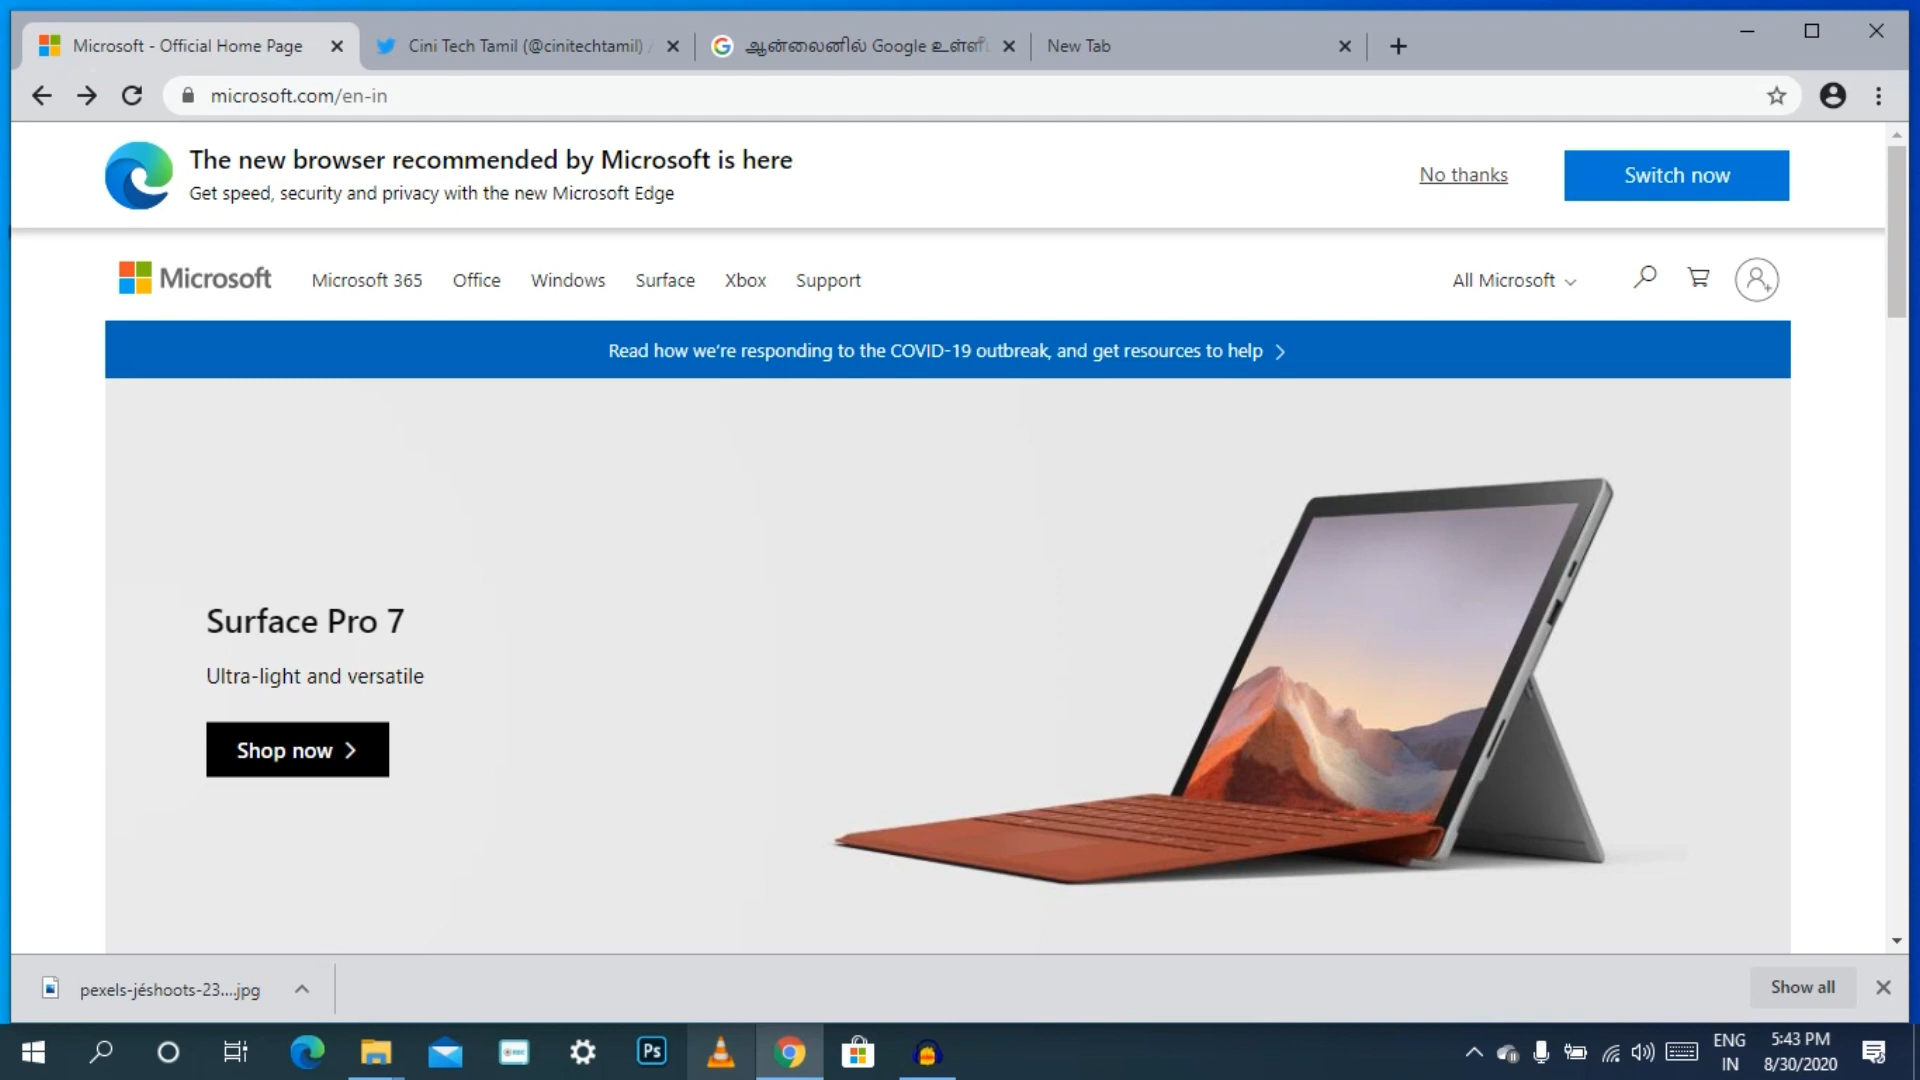 Microsoft - Official Home Page
Cini Tech Tamil (@cinitechtamil) /
ஆன்லைனில் Google உள்ளீ
New Tab
microsoft.com/en-in
The new browser recommended by Microsoft is here
Get speed, security and privacy with the new Microsoft Edge
No thanks
Switch now
Microsoft
Microsoft 365
Office
Windows
Surface
Xbox
Support
All Microsoft
Read how we're responding to the COVID-19 outbreak, and get resources to help
Surface Pro 7
Ultra-light and versatile
Shop now
pexels-jéshoots-23....jpg
Show all
Ps
ENG
IN
5:43 PM
8/30/2020